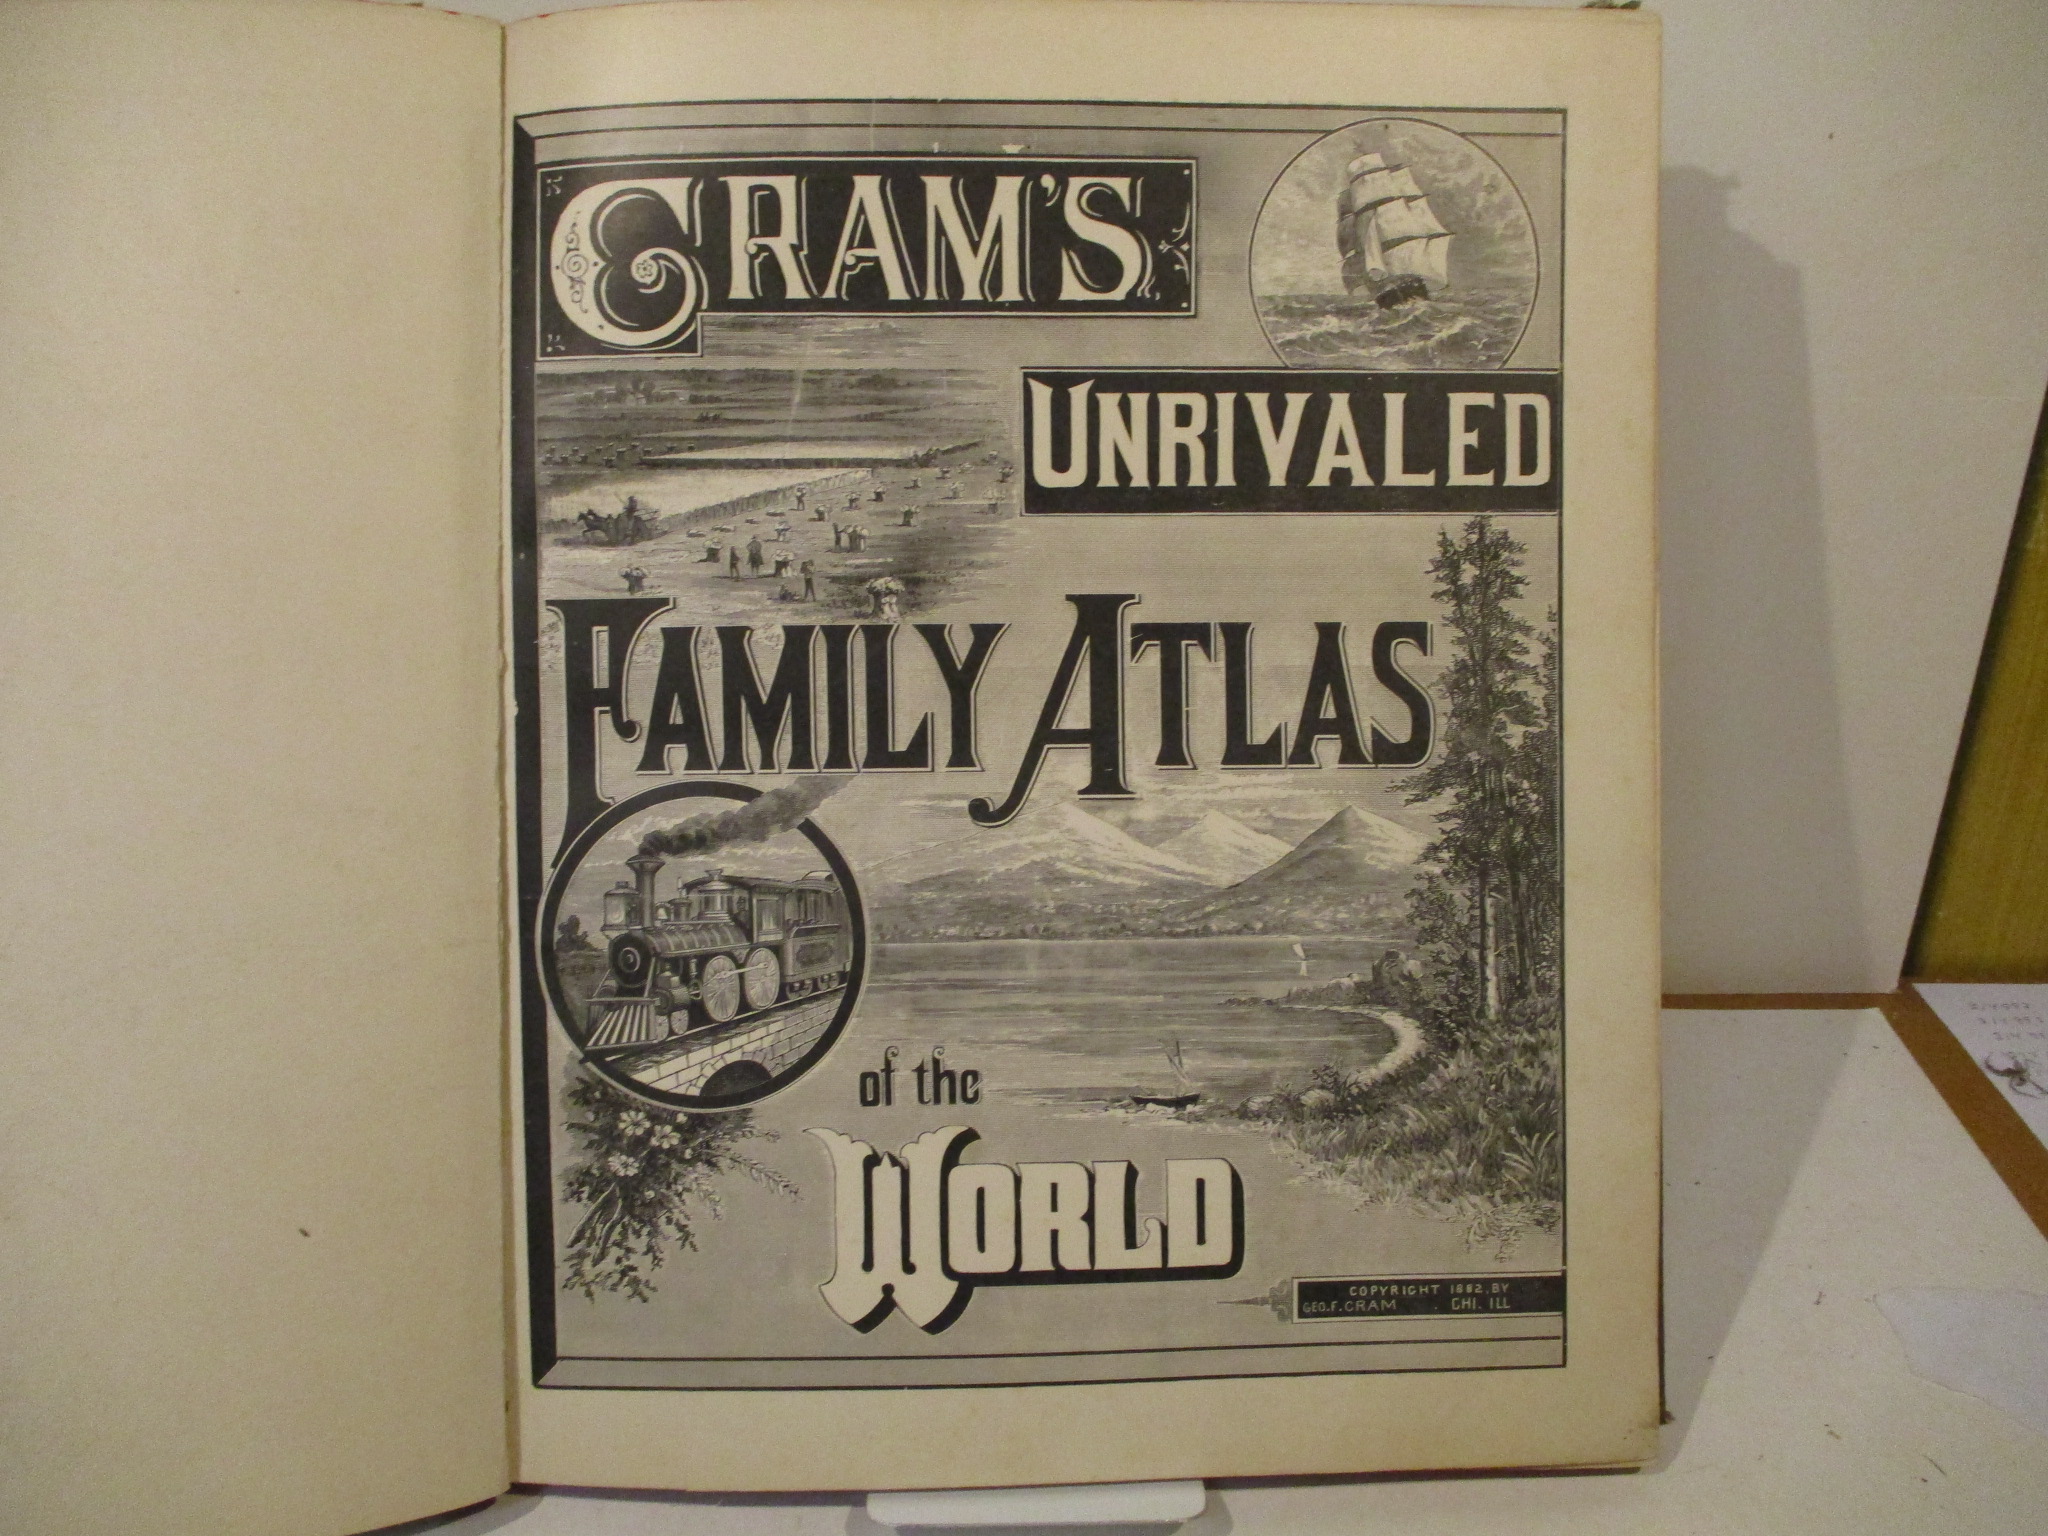 CRAM'S
UNRIVALED
FAMILY ATLAS
of the
WORLD
COPYRIGHT 1882, BY
GEO. F. CRAM . CHI. ILL